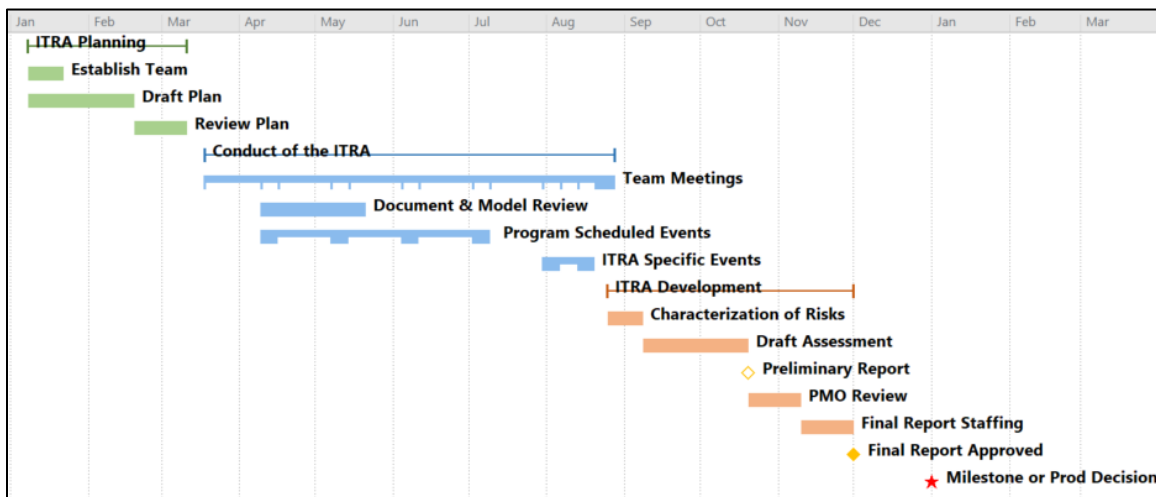 Jan Feb Mar Apr May Jun Jul Aug Sep Oct Nov Dec Jan Feb Mar
ITRA Planning
Establish Team
Draft Plan
Review Plan
Conduct of the ITRA
Team Meetings
Document & Model Review
Program Scheduled Events
ITRA Specific Events
ITRA Development
Characterization of Risks
Draft Assessment
Preliminary Report
PMO Review
Final Report Staffing
Final Report Approved
Milestone or Prod Decision